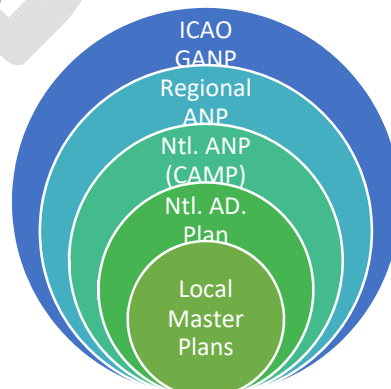 ICAO
GANP
Regional
ANP
Ntl. ANP
(CAMP)
Ntl. AD.
Plan
Local
Master
Plans